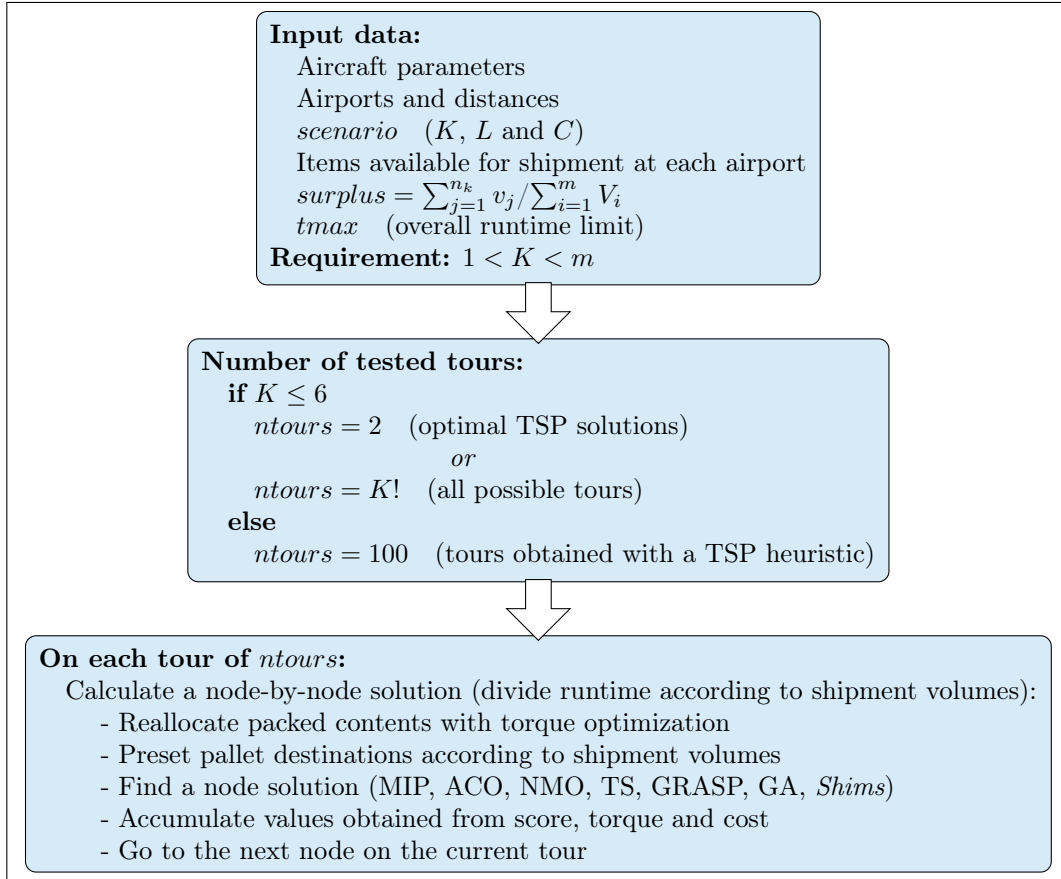 Input data:
Aircraft parameters
Airports and distances
scenario (K, L and C)
Items available for shipment at each airport
surplus = ∑_{j=1}^{n_k} v_j / ∑_{i=1}^{m} V_i
tmax (overall runtime limit)
Requirement: 1 < K < m
Number of tested tours:
if K ≤ 6
ntours = 2 (optimal TSP solutions)
or
ntours = K! (all possible tours)
else
ntours = 100 (tours obtained with a TSP heuristic)
On each tour of ntours:
Calculate a node-by-node solution (divide runtime according to shipment volumes):
- Reallocate packed contents with torque optimization
- Preset pallet destinations according to shipment volumes
- Find a node solution (MIP, ACO, NMO, TS, GRASP, GA, Shims)
- Accumulate values obtained from score, torque and cost
- Go to the next node on the current tour